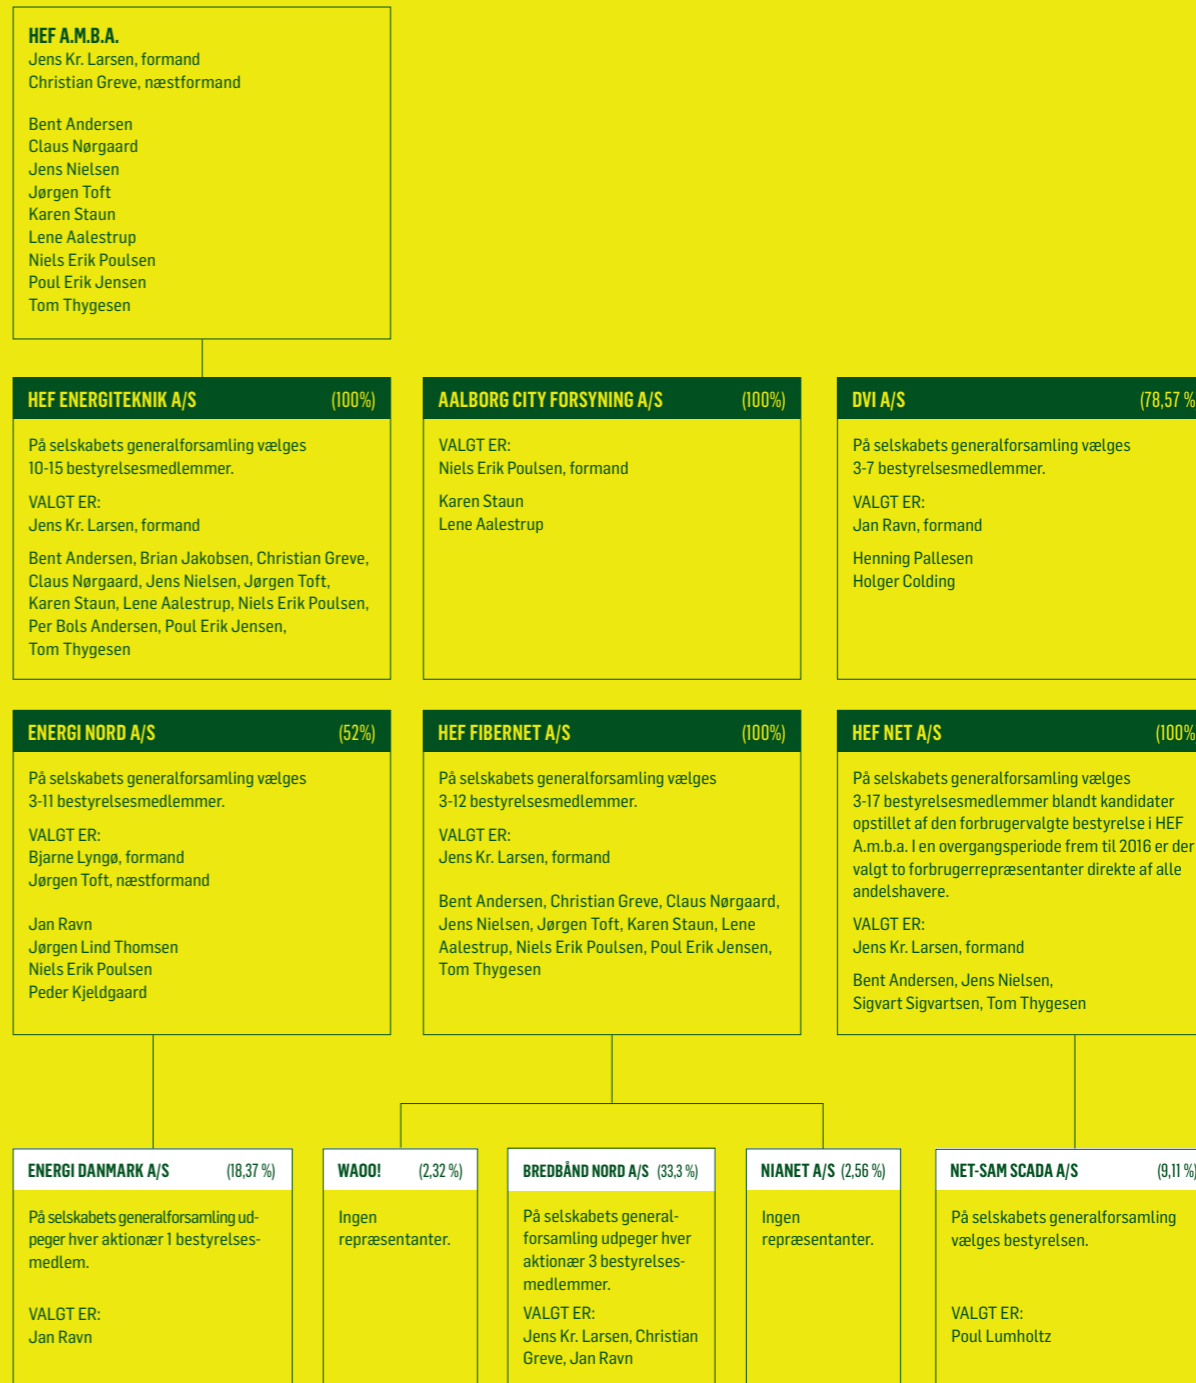 HEF A.M.B.A.
Jens Kr. Larsen, formand
Christian Greve, næstformand
Bent Andersen
Claus Nørgaard
Jens Nielsen
Jørgen Toft
Karen Staun
Lene Aalestrup
Niels Erik Poulsen
Poul Erik Jensen
Tom Thygesen
HEF ENERGITEKNIK A/S (100%)
På selskabets generalforsamling vælges
10-15 bestyrelsesmedlemmer.
VALGT ER:
Jens Kr. Larsen, formand
Bent Andersen, Brian Jakobsen, Christian Greve,
Claus Nørgaard, Jens Nielsen, Jørgen Toft,
Karen Staun, Lene Aalestrup, Niels Erik Poulsen,
Per Bols Andersen, Poul Erik Jensen,
Tom Thygesen
AALBORG CITY FORSYNING A/S (100%)
VALGT ER:
Niels Erik Poulsen, formand
Karen Staun
Lene Aalestrup
DVI A/S (78,57 %
På selskabets generalforsamling vælges
3-7 bestyrelsesmedlemmer.
VALGT ER:
Jan Ravn, formand
Henning Pallesen
Holger Colding
ENERGI NORD A/S (52%)
På selskabets generalforsamling vælges
3-11 bestyrelsesmedlemmer.
VALGT ER:
Bjarne Lyngø, formand
Jørgen Toft, næstformand
Jan Ravn
Jørgen Lind Thomsen
Niels Erik Poulsen
Peder Kjeldgaard
HEF FIBERNET A/S (100%)
På selskabets generalforsamling vælges
3-12 bestyrelsesmedlemmer.
VALGT ER:
Jens Kr. Larsen, formand
Bent Andersen, Christian Greve, Claus Nørgaard,
Jens Nielsen, Jørgen Toft, Karen Staun, Lene
Aalestrup, Niels Erik Poulsen, Poul Erik Jensen,
Tom Thygesen
HEF NET A/S (100%
På selskabets generalforsamling vælges
3-17 bestyrelsesmedlemmer blandt kandidater
opstillet af den forbrugervalgte bestyrelse i HEF
A.m.b.a. I en overgangsperiode frem til 2016 er der
valgt to forbrugerrepræsentanter direkte af alle
andelshavere.
VALGT ER:
Jens Kr. Larsen, formand
Bent Andersen, Jens Nielsen,
Sigvart Sigvartsen, Tom Thygesen
ENERGI DANMARK A/S (18,37 %)
På selskabets generalforsamling ud-
peger hver aktionær 1 bestyrelses-
medlem.
VALGT ER:
Jan Ravn
WAOO! (2,32 %)
Ingen
repræsentanter.
BREDBÅND NORD A/S (33,3 %)
På selskabets general-
forsamling udpeger hver
aktionær 3 bestyrelses-
medlemmer.
VALGT ER:
Jens Kr. Larsen, Christian
Greve, Jan Ravn
NIANET A/S (2,56 %)
Ingen
repræsentanter.
NET-SAM SCADA A/S (9,11 %)
På selskabets generalforsamling
vælges bestyrelsen.
VALGT ER:
Poul Lumholtz